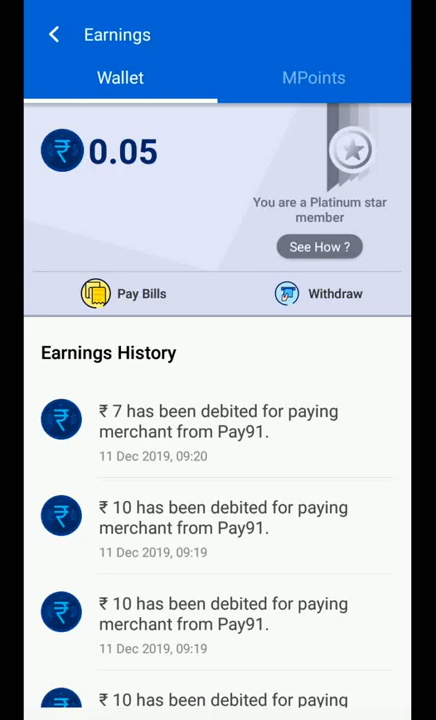 Earnings
Wallet
MPoints
₹ 0.05
You are a Platinum star
member
See How ?
Pay Bills
Withdraw
Earnings History
₹ 7 has been debited for paying
merchant from Pay91.
11 Dec 2019, 09:20
₹ 10 has been debited for paying
merchant from Pay91.
11 Dec 2019, 09:19
₹ 10 has been debited for paying
merchant from Pay91.
11 Dec 2019, 09:19
₹ 10 has been debited for paying